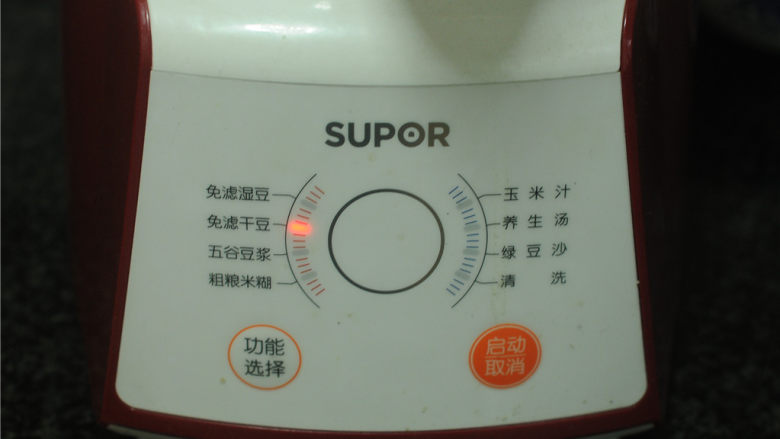 SUPOR
免滤湿豆
免滤干豆
五谷豆浆
粗粮米糊
玉米汁
养生汤
绿豆沙
清洗
功能
选择
启动
取消